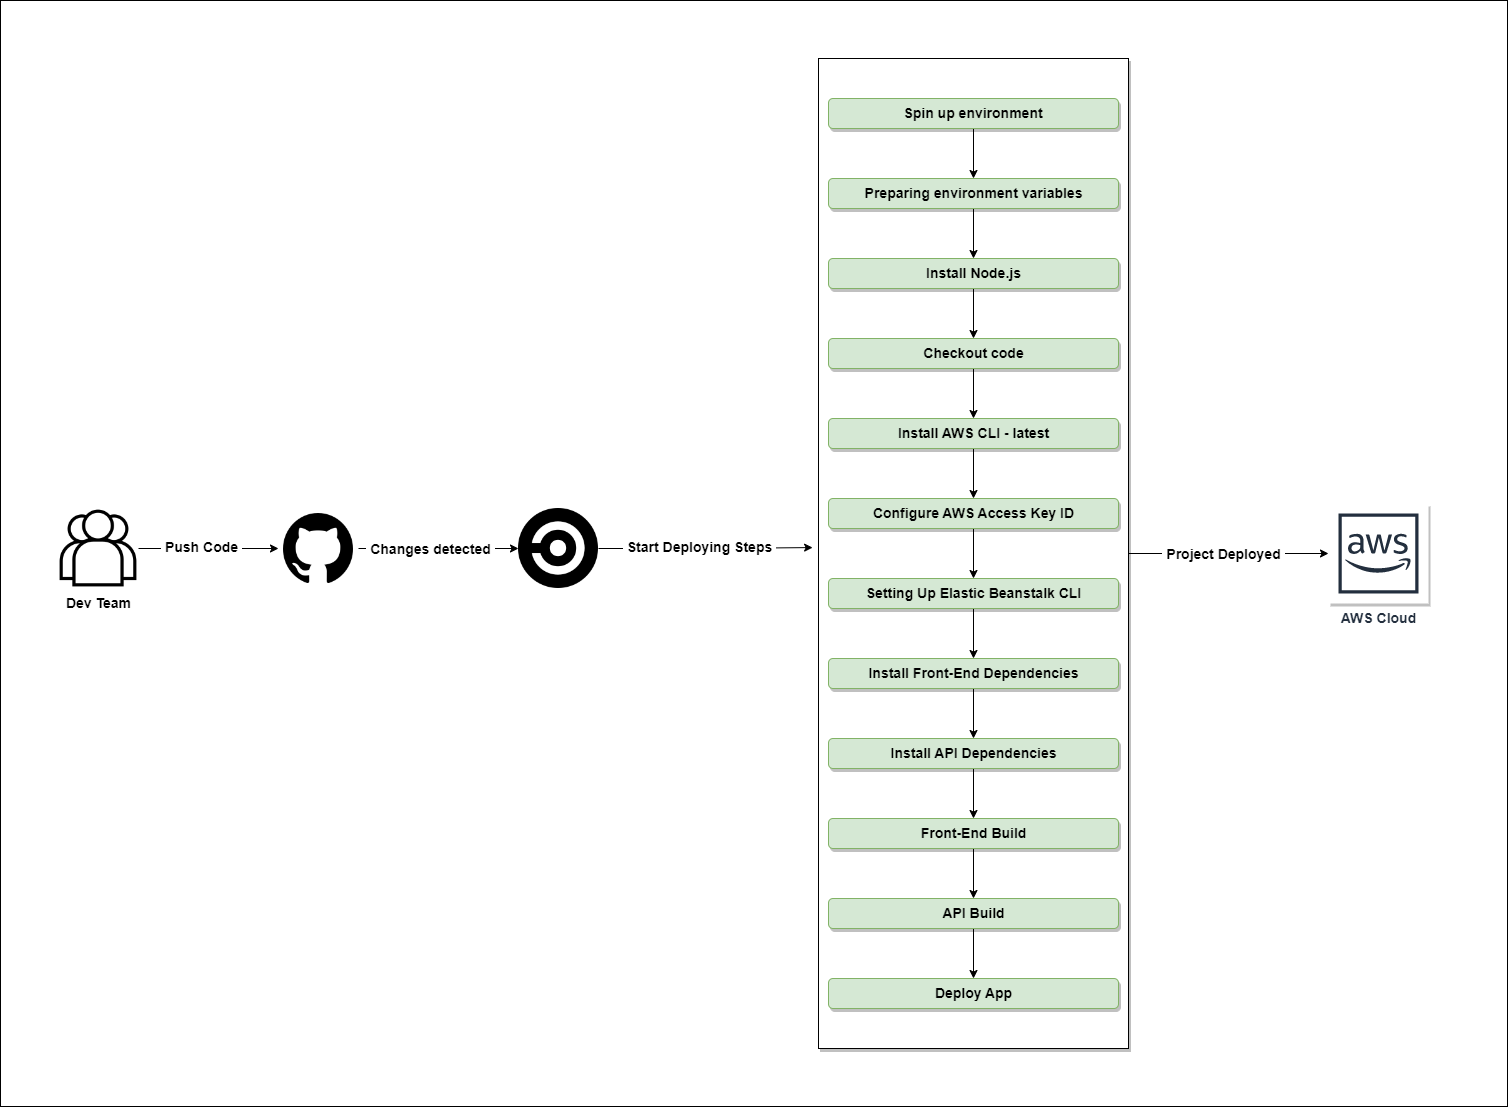 Spin up environment
Preparing environment variables
Install Node.js
Checkout code
Install AWS CLI - latest
Configure AWS Access Key ID
Setting Up Elastic Beanstalk CLI
Install Front-End Dependencies
Install API Dependencies
Front-End Build
API Build
Deploy App
Push Code
Changes detected
Start Deploying Steps
Project Deployed
Dev Team
aws
AWS Cloud